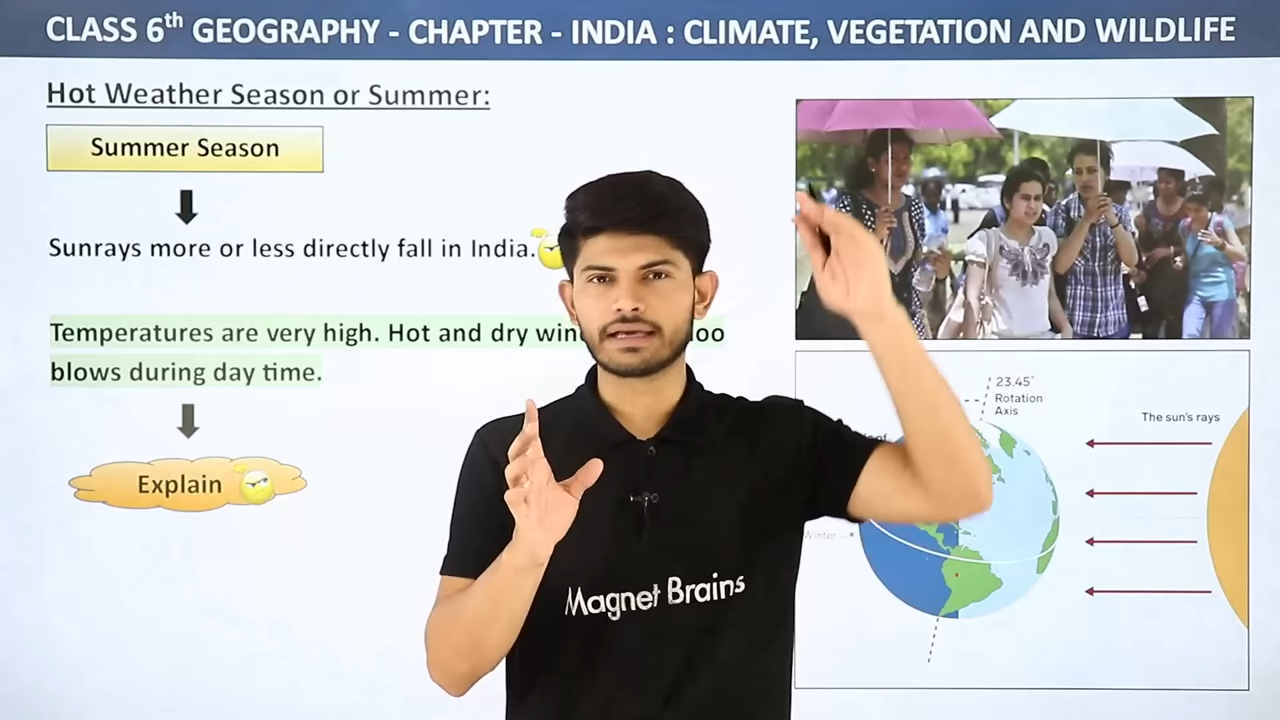 CLASS 6th GEOGRAPHY - CHAPTER - INDIA : CLIMATE, VEGETATION AND WILDLIFE
Hot Weather Season or Summer:
Summer Season
Sunrays more or less directly fall in India.
Temperatures are very high. Hot and dry
blows during day time.
Explain
23.45°
Rotation
Axis
The sun's rays
Winter
Magnet Brains